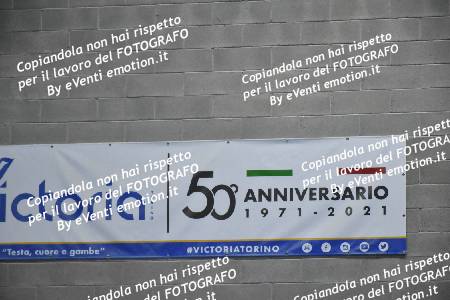 Copiandola non hai rispetto
per il lavoro del FOTOGRAFO
By eVenti emotion.it
Copiandola non hai rispetto
per il lavoro del FOTOGRAFO
By eVenti emotion.it
ictoria
"Testa, cuore e gambe"
50° ANNIVERSARIO
1971 - 2021
#VICTORIATORINO
Copiandola non hai rispetto
per il lavoro del FOTOGRAFO
By eVenti emotion.it
Copiandola non hai rispetto
per il lavoro del FOTOGRAFO
By eVenti emotion.it
Copiandola non hai rispetto
per il lavoro del FOTOGRAFO
Copiandola non hai
per il lavoro del FOTOGRAFO